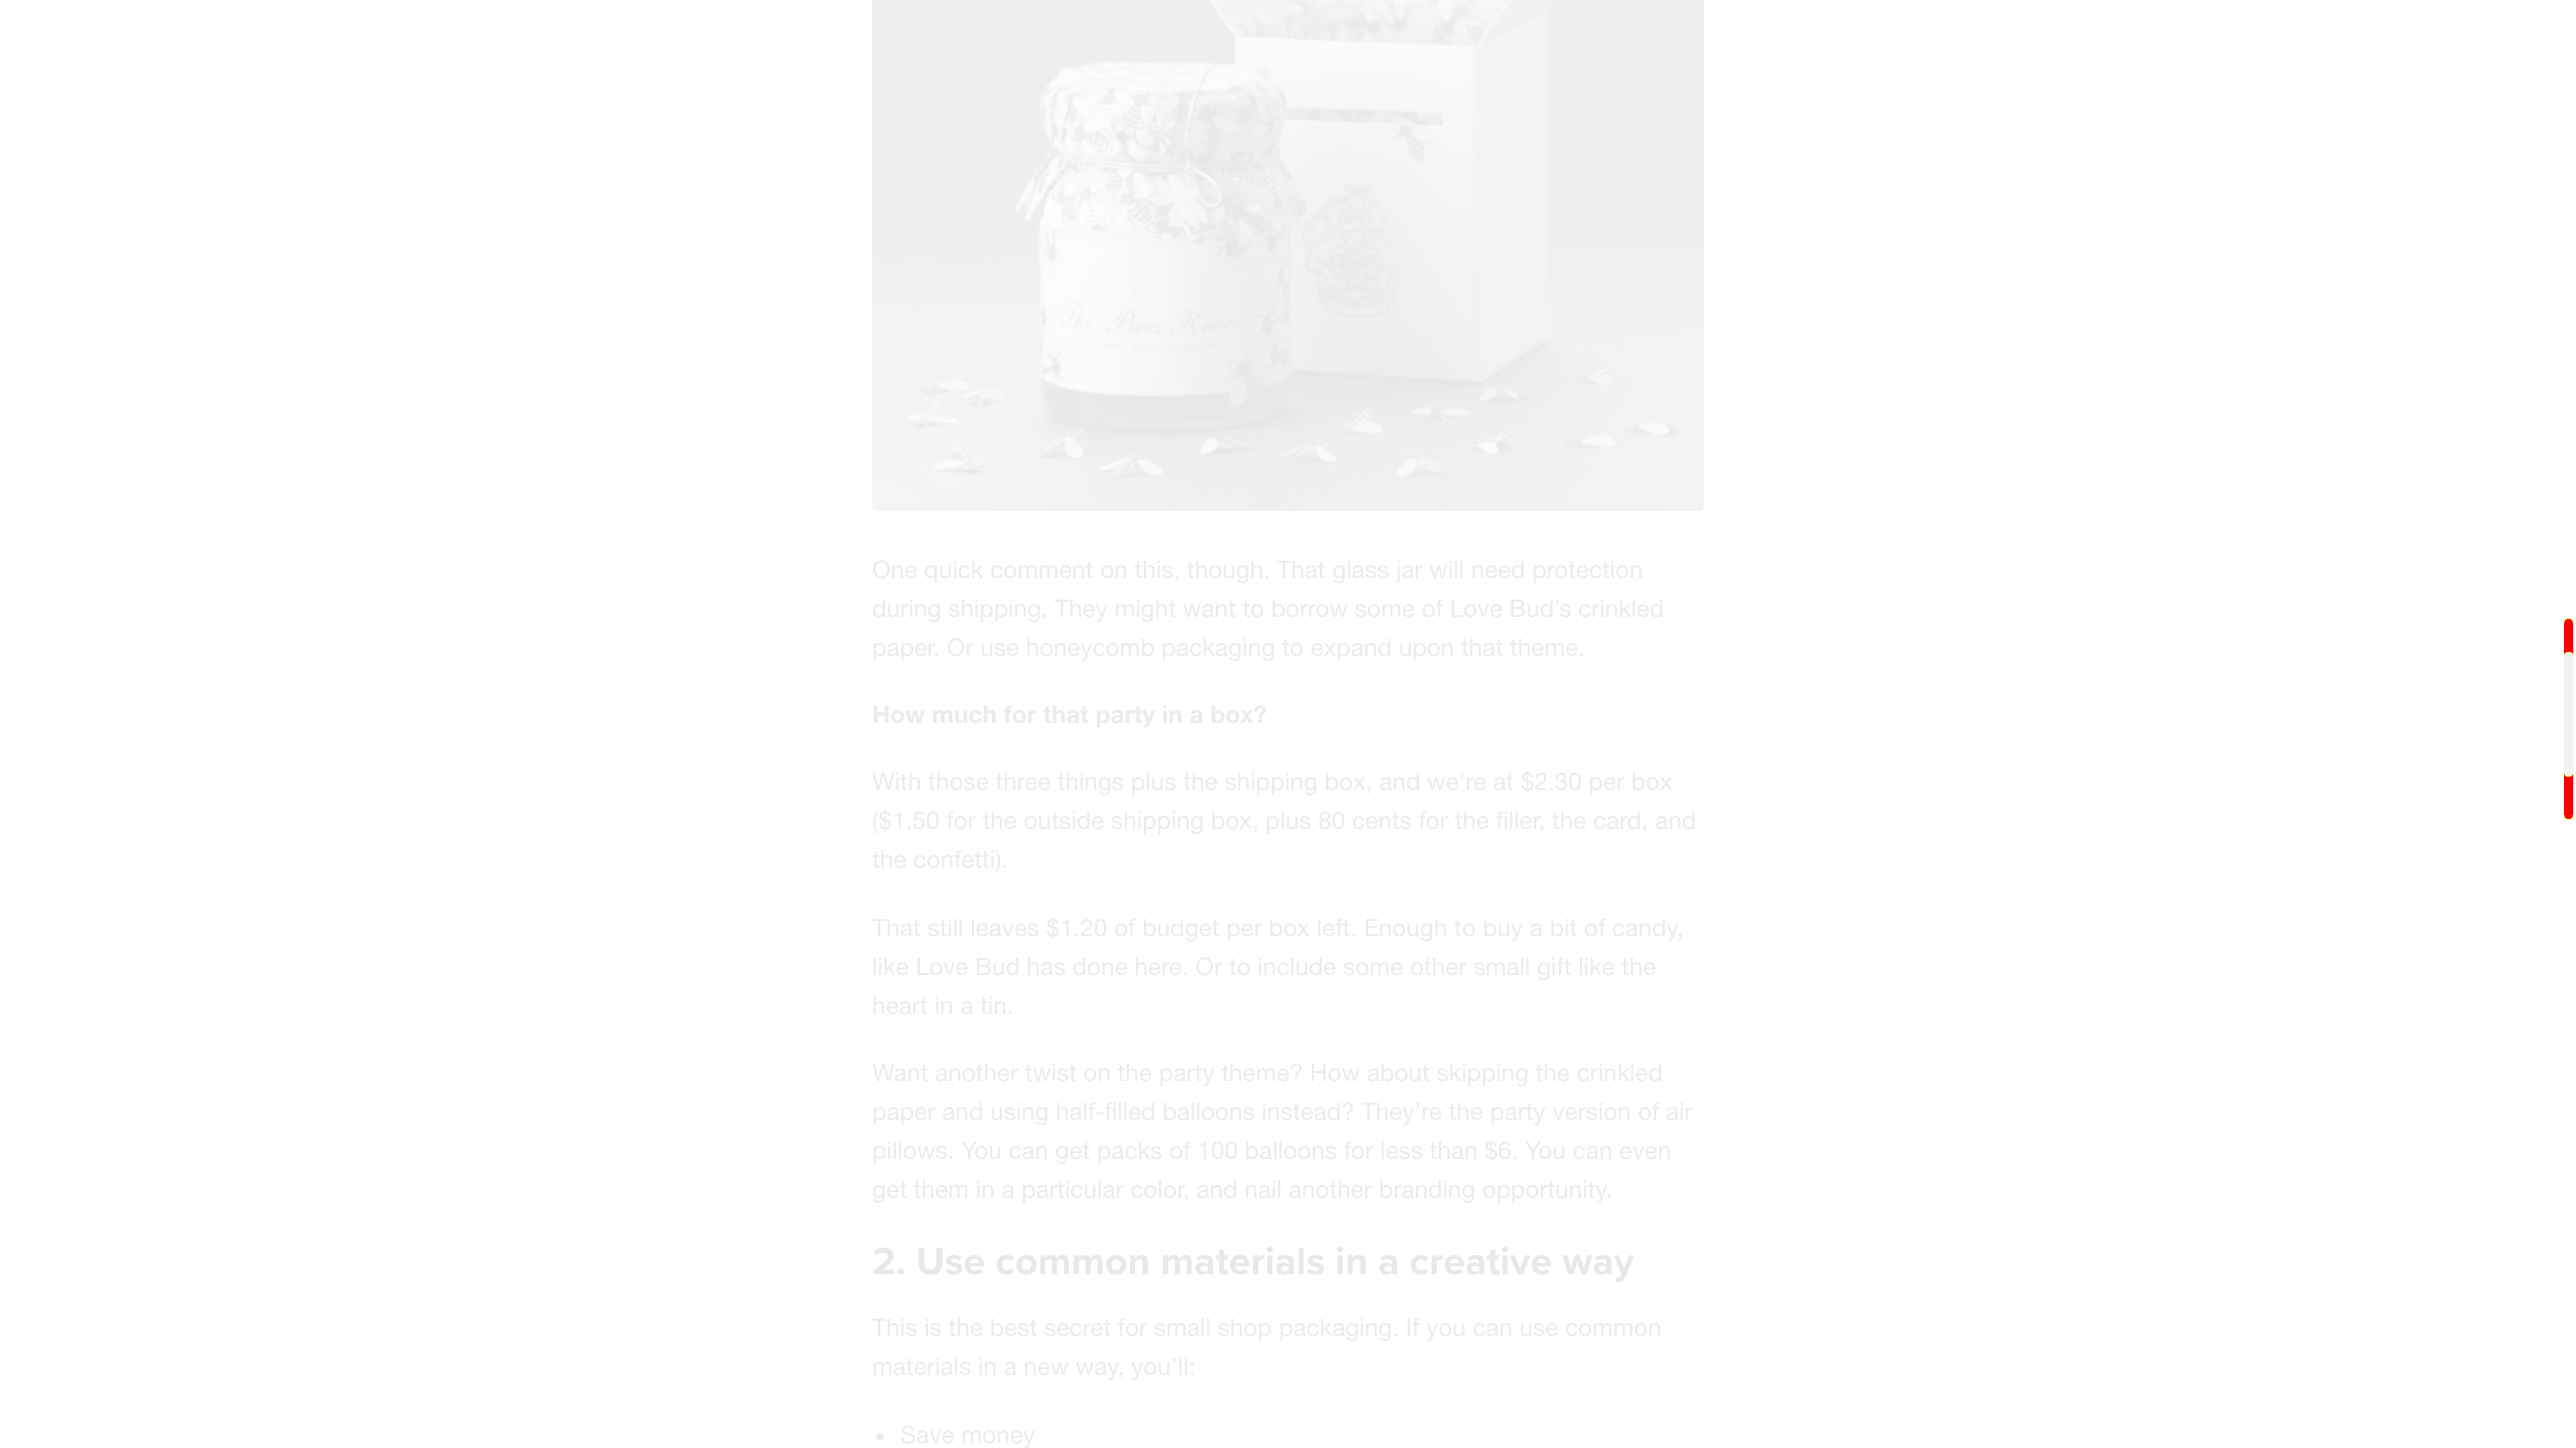 The Bees Knees
One quick comment on this, though. That glass jar will need protection
during shipping. They might want to borrow some of Love Bud’s crinkled
paper. Or use honeycomb packaging to expand upon that theme.
How much for that party in a box?
With those three things plus the shipping box, and we’re at $2.30 per box
($1.50 for the outside shipping box, plus 80 cents for the filler, the card, and
the confetti).
That still leaves $1.20 of budget per box left. Enough to buy a bit of candy,
like Love Bud has done here. Or to include some other small gift like the
heart in a tin.
Want another twist on the party theme? How about skipping the crinkled
paper and using half-filled balloons instead? They’re the party version of air
pillows. You can get packs of 100 balloons for less than $6. You can even
get them in a particular color, and nail another branding opportunity.
2. Use common materials in a creative way
This is the best secret for small shop packaging. If you can use common
materials in a new way, you’ll:
• Save money